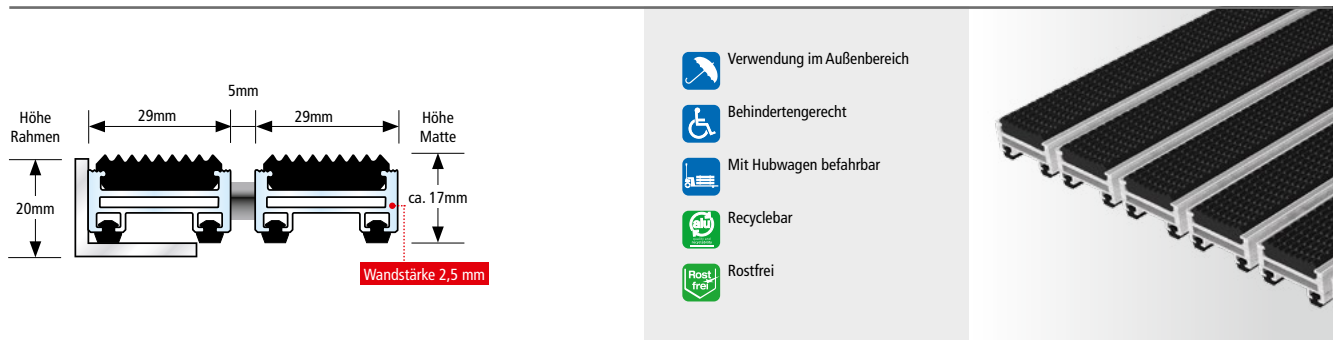 5mm
29mm
29mm
Höhe
Rahmen
Höhe
Matte
20mm
ca. 17mm
Wandstärke 2,5 mm
Verwendung im Außenbereich
Behindertengerecht
Mit Hubwagen befahrbar
alu
Recyclebar
Rost
frei
Rostfrei